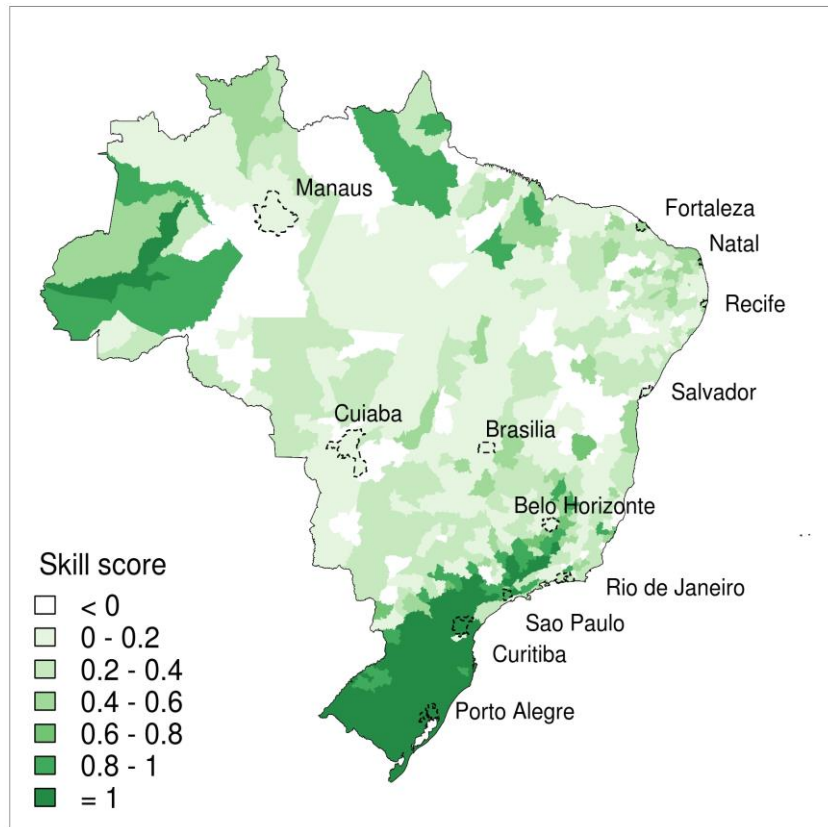 Manaus
Fortaleza
Natal
Recife
Salvador
Cuiaba
Brasilia
Belo Horizonte
Rio de Janeiro
Sao Paulo
Curitiba
Porto Alegre
Skill score
< 0
0 - 0.2
0.2 - 0.4
0.4 - 0.6
0.6 - 0.8
0.8 - 1
= 1